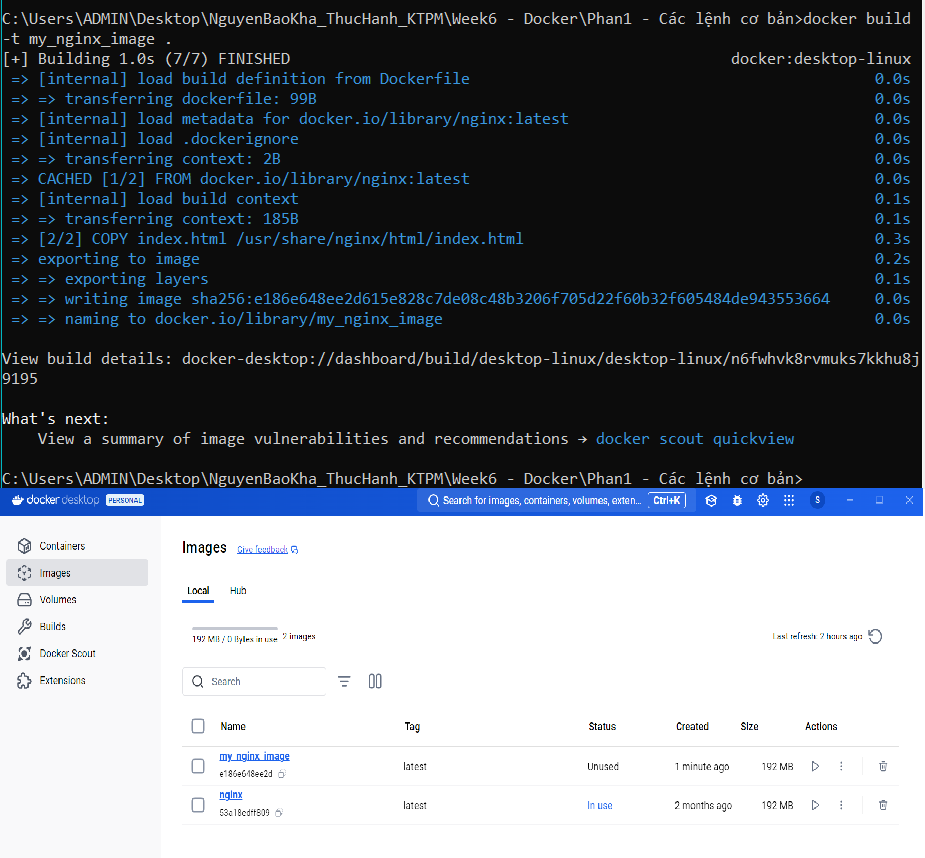 C:\Users\ADMIN\Desktop\NguyenBaoKha_ThucHanh_KTPM\Week6 - Docker\Phan1 - Các lệnh cơ bản>docker build
-t my_nginx_image .
[+] Building 1.0s (7/7) FINISHED docker:desktop-linux
=> [internal] load build definition from Dockerfile 0.0s
=> => transferring dockerfile: 99B 0.0s
=> [internal] load metadata for docker.io/library/nginx:latest 0.0s
=> [internal] load .dockerignore 0.0s
=> => transferring context: 2B 0.0s
=> CACHED [1/2] FROM docker.io/library/nginx:latest 0.0s
=> [internal] load build context 0.1s
=> => transferring context: 185B 0.1s
=> [2/2] COPY index.html /usr/share/nginx/html/index.html 0.3s
=> exporting to image 0.2s
=> => exporting layers 0.1s
=> => writing image sha256:e186e648ee2d615e828c7de08c48b3206f705d22f60b32f605484de943553664 0.0s
=> => naming to docker.io/library/my_nginx_image 0.0s
View build details: docker-desktop://dashboard/build/desktop-linux/desktop-linux/n6fwhvk8rvmuks7kkhu8j
9195
What's next:
View a summary of image vulnerabilities and recommendations → docker scout quickview
C:\Users\ADMIN\Desktop\NguyenBaoKha_ThucHanh_KTPM\Week6 - Docker\Phan1 - Các lệnh cơ bản>
docker desktop PERSONAL Search for images, containers, volumes, exten... Ctrl+K S
Containers
Images
Volumes
Builds
Docker Scout
Extensions
Images Give feedback
Local Hub
192 MB / 0 Bytes in use 2 images Last refresh: 2 hours ago
Search
Name Tag Status Created Size Actions
my_nginx_image
e186e648ee2d latest Unused 1 minute ago 192 MB
nginx
53a18edff809 latest In use 2 months ago 192 MB